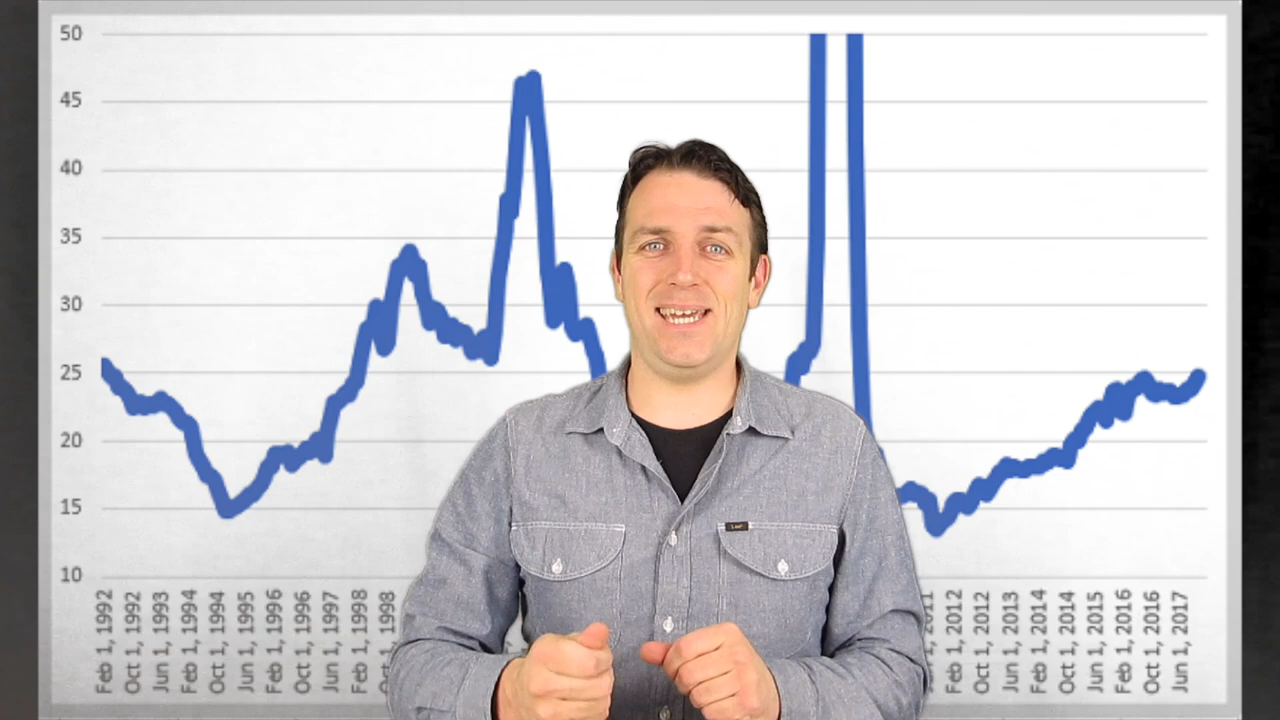 50
45
40
35
30
25
20
15
10
Feb 1, 1992
Oct 1, 1992
Jun 1, 1993
Feb 1, 1994
Oct 1, 1994
Jun 1, 1995
Feb 1, 1996
Oct 1, 1996
Jun 1, 1997
Feb 1, 1998
Oct 1, 1998
2011
Feb 1, 2012
Oct 1, 2012
Jun 1, 2013
Feb 1, 2014
Oct 1, 2014
Jun 1, 2015
Feb 1, 2016
Oct 1, 2016
Jun 1, 2017